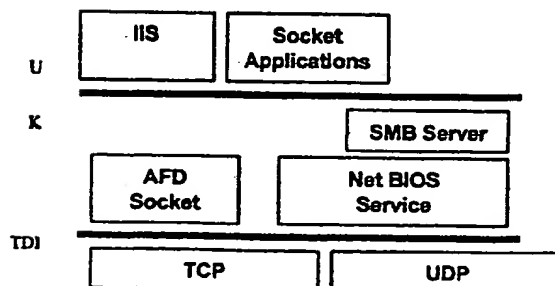 IIS
Socket
Applications
U
K
SMB Server
AFD
Socket
Net BIOS
Service
TDI
TCP
UDP